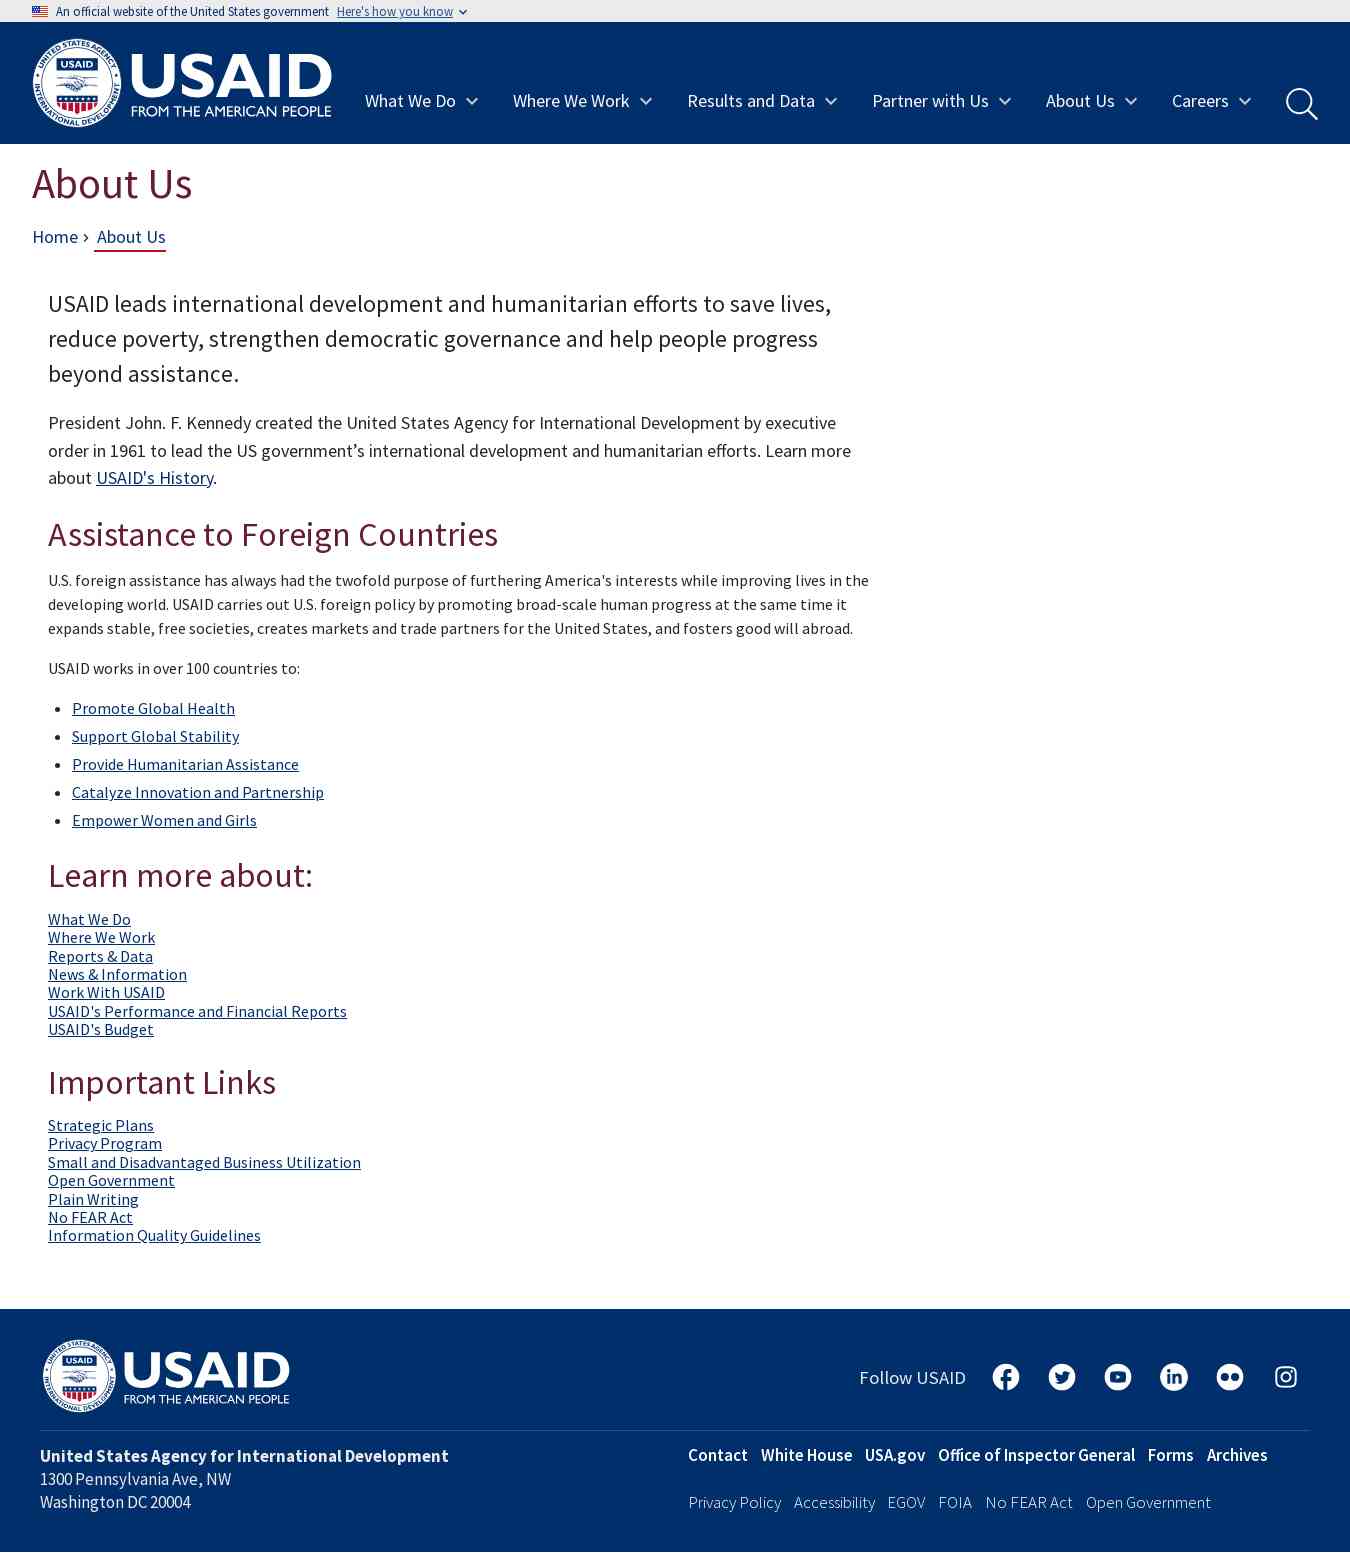 An official website of the United States government Here's how you know
UNITED STATES AGENCY
USAID
INTERNATIONAL DEVELOPMENT
USAID
FROM THE AMERICAN PEOPLE
What We Do
Where We Work
Results and Data
Partner with Us
About Us
Careers
About Us
Home › About Us
USAID leads international development and humanitarian efforts to save lives,
reduce poverty, strengthen democratic governance and help people progress
beyond assistance.
President John. F. Kennedy created the United States Agency for International Development by executive
order in 1961 to lead the US government’s international development and humanitarian efforts. Learn more
about USAID's History.
Assistance to Foreign Countries
U.S. foreign assistance has always had the twofold purpose of furthering America's interests while improving lives in the
developing world. USAID carries out U.S. foreign policy by promoting broad-scale human progress at the same time it
expands stable, free societies, creates markets and trade partners for the United States, and fosters good will abroad.
USAID works in over 100 countries to:
• Promote Global Health
• Support Global Stability
• Provide Humanitarian Assistance
• Catalyze Innovation and Partnership
• Empower Women and Girls
Learn more about:
What We Do
Where We Work
Reports & Data
News & Information
Work With USAID
USAID's Performance and Financial Reports
USAID's Budget
Important Links
Strategic Plans
Privacy Program
Small and Disadvantaged Business Utilization
Open Government
Plain Writing
No FEAR Act
Information Quality Guidelines
UNITED STATES AGENCY
USAID
INTERNATIONAL DEVELOPMENT
USAID
FROM THE AMERICAN PEOPLE
Follow USAID
United States Agency for International Development
1300 Pennsylvania Ave, NW
Washington DC 20004
Contact White House USA.gov Office of Inspector General Forms Archives
Privacy Policy Accessibility EGOV FOIA No FEAR Act Open Government